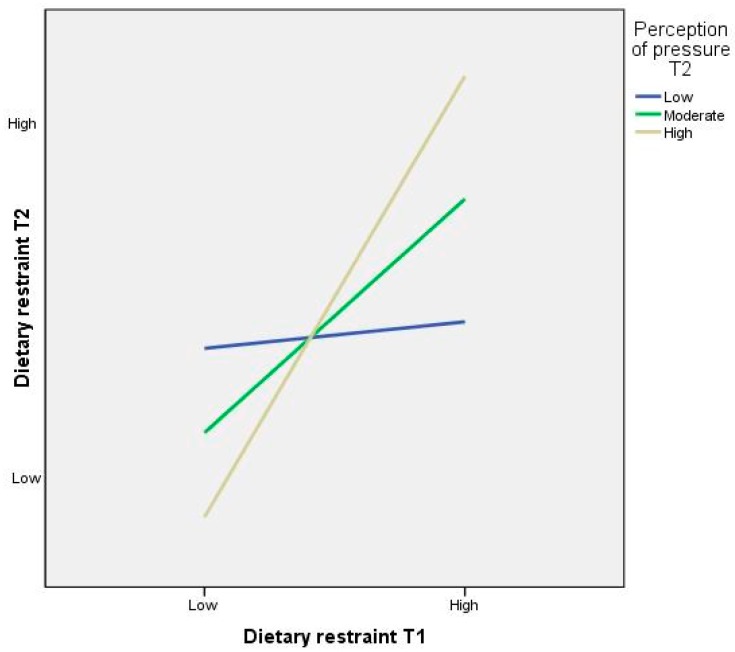 Perception
of pressure
T2
Low
Moderate
High
High
Dietary restraint T2
Low
Low
High
Dietary restraint T1